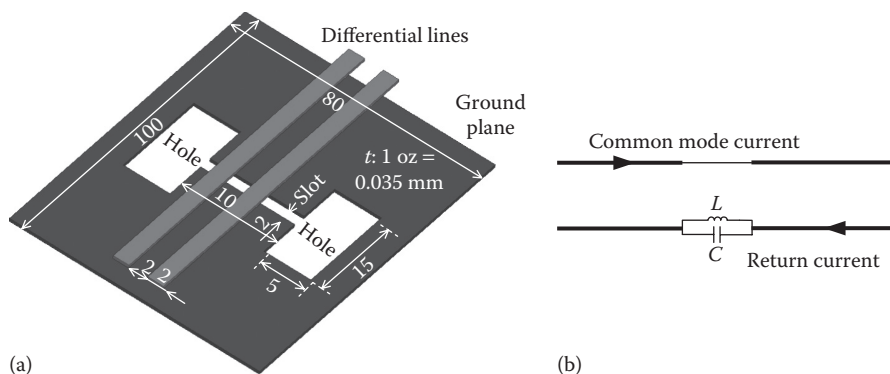 Differential lines
80
Ground
plane
100
Hole
t: 1 oz =
0.035 mm
10
Slot
2
Hole
2 2
5
15
(a)
Common mode current
L
C
Return current
(b)